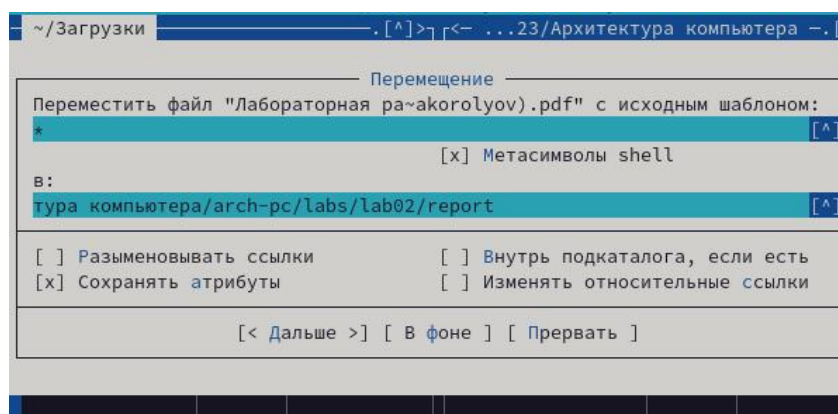 ~/Загрузки .[^]>┐┌<─ ...23/Архитектура компьютера ─.[
Перемещение
Переместить файл "Лабораторная ра~akorolyov).pdf" с исходным шаблоном:
* [^]
[x] Метасимволы shell
в:
тура компьютера/arch-pc/labs/lab02/report [^]
[ ] Разыменовывать ссылки [ ] Внутрь подкаталога, если есть
[x] Сохранять атрибуты [ ] Изменять относительные ссылки
[< Дальше >] [ В фоне ] [ Прервать ]